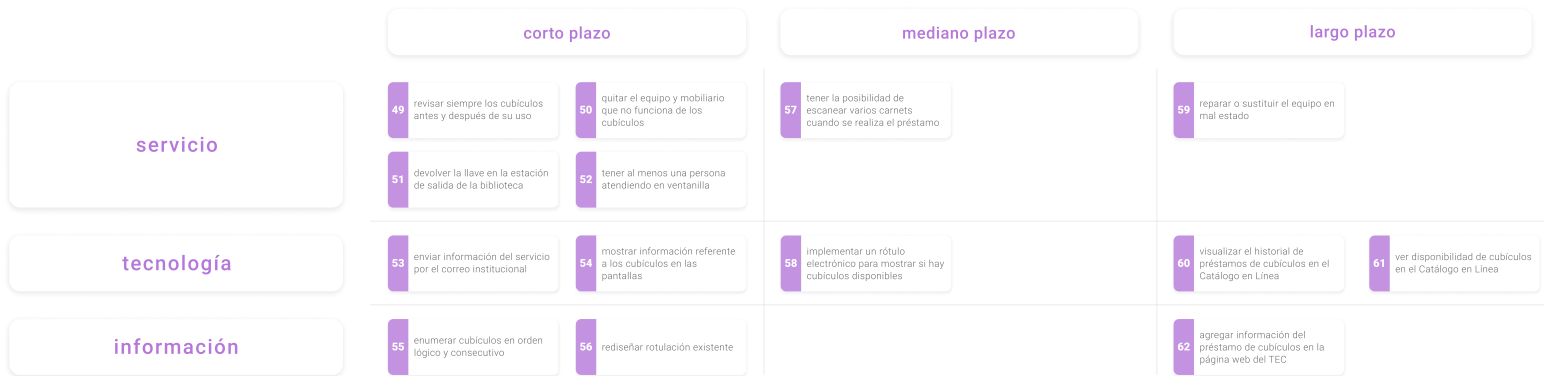 corto plazo
mediano plazo
largo plazo
servicio
49
revisar siempre los cubículos
antes y después de su uso
50
quitar el equipo y mobiliario
que no funciona de los
cubículos
57
tener la posibilidad de
escanear varios carnets
cuando se realiza el préstamo
59
reparar o sustituir el equipo en
mal estado
51
devolver la llave en la estación
de salida de la biblioteca
52
tener al menos una persona
atendiendo en ventanilla
tecnología
53
enviar información del servicio
por el correo institucional
54
mostrar información referente
a los cubículos en las
pantallas
58
implementar un rótulo
electrónico para mostrar si hay
cubículos disponibles
60
visualizar el historial de
préstamos de cubículos en el
Catálogo en Línea
61
ver disponibilidad de cubículos
en el Catálogo en Línea
información
55
enumerar cubículos en orden
lógico y consecutivo
56
rediseñar rotulación existente
62
agregar información del
préstamo de cubículos en la
página web del TEC